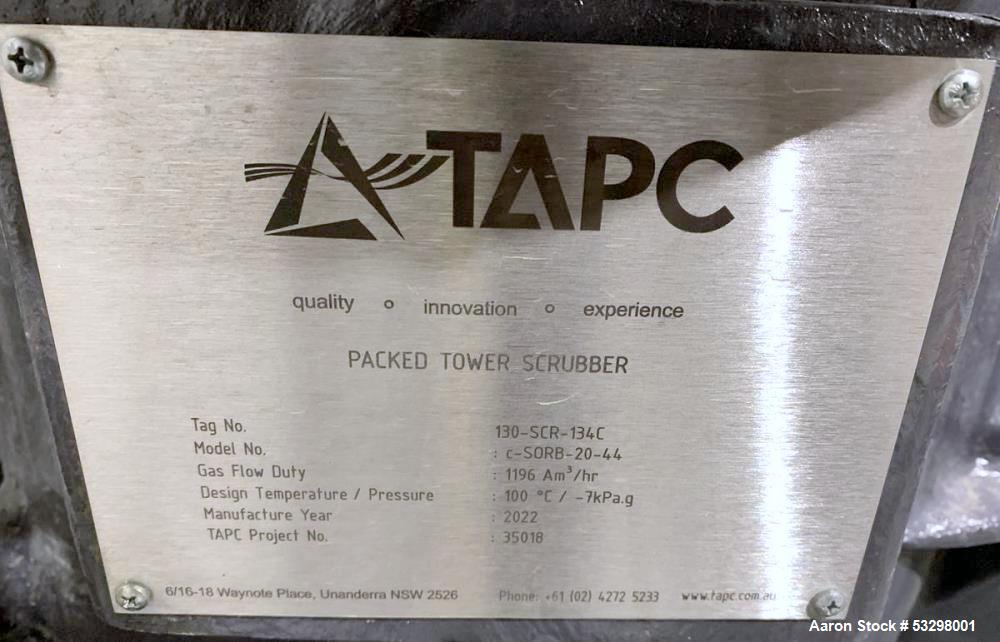 TAPC
quality o innovation o experience
PACKED TOWER SCRUBBER
Tag No. 130-SCR-134C
Model No. : c-SORB-20-44
Gas Flow Duty : 1196 Am³/hr
Design Temperature / Pressure : 100 °C / -7kPa.g
Manufacture Year : 2022
TAPC Project No. : 35018
6/16-18 Waynote Place, Unanderra NSW 2526 Phone: +61 (02) 4272 5233 www.tapc.com.au
Aaron Stock # 53298001